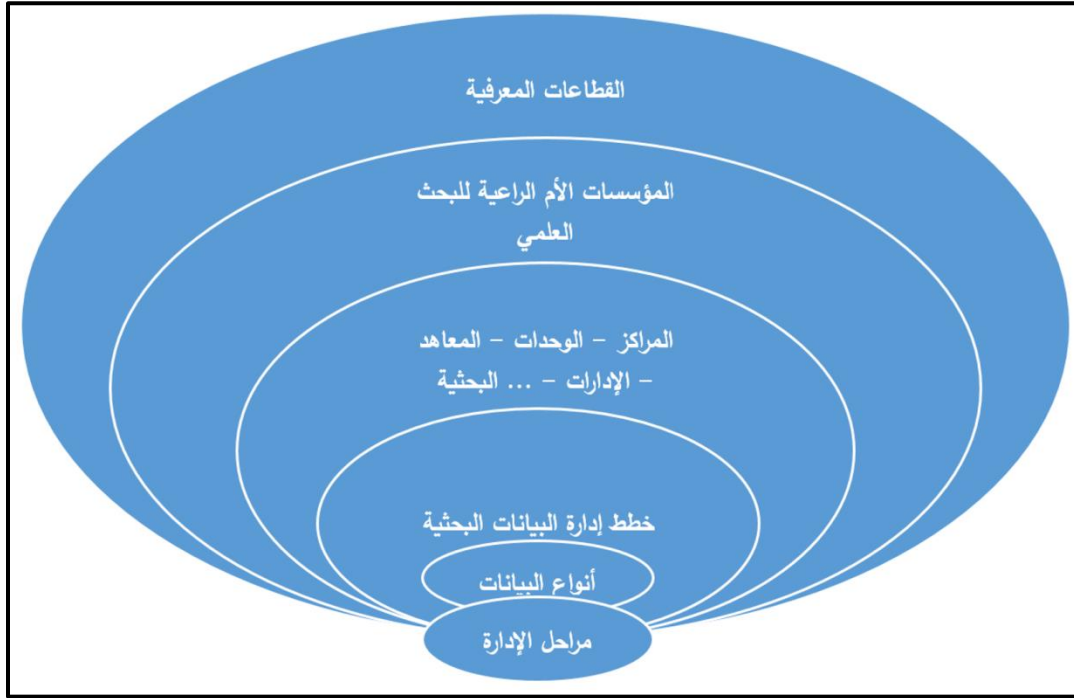 القطاعات المعرفية
المؤسسات الأم الراعية للبحث
العلمي
المراكز – الوحدات – المعاهد
– الإدارات – ... البحثية
خطط إدارة البيانات البحثية
أنواع البيانات
مراحل الإدارة